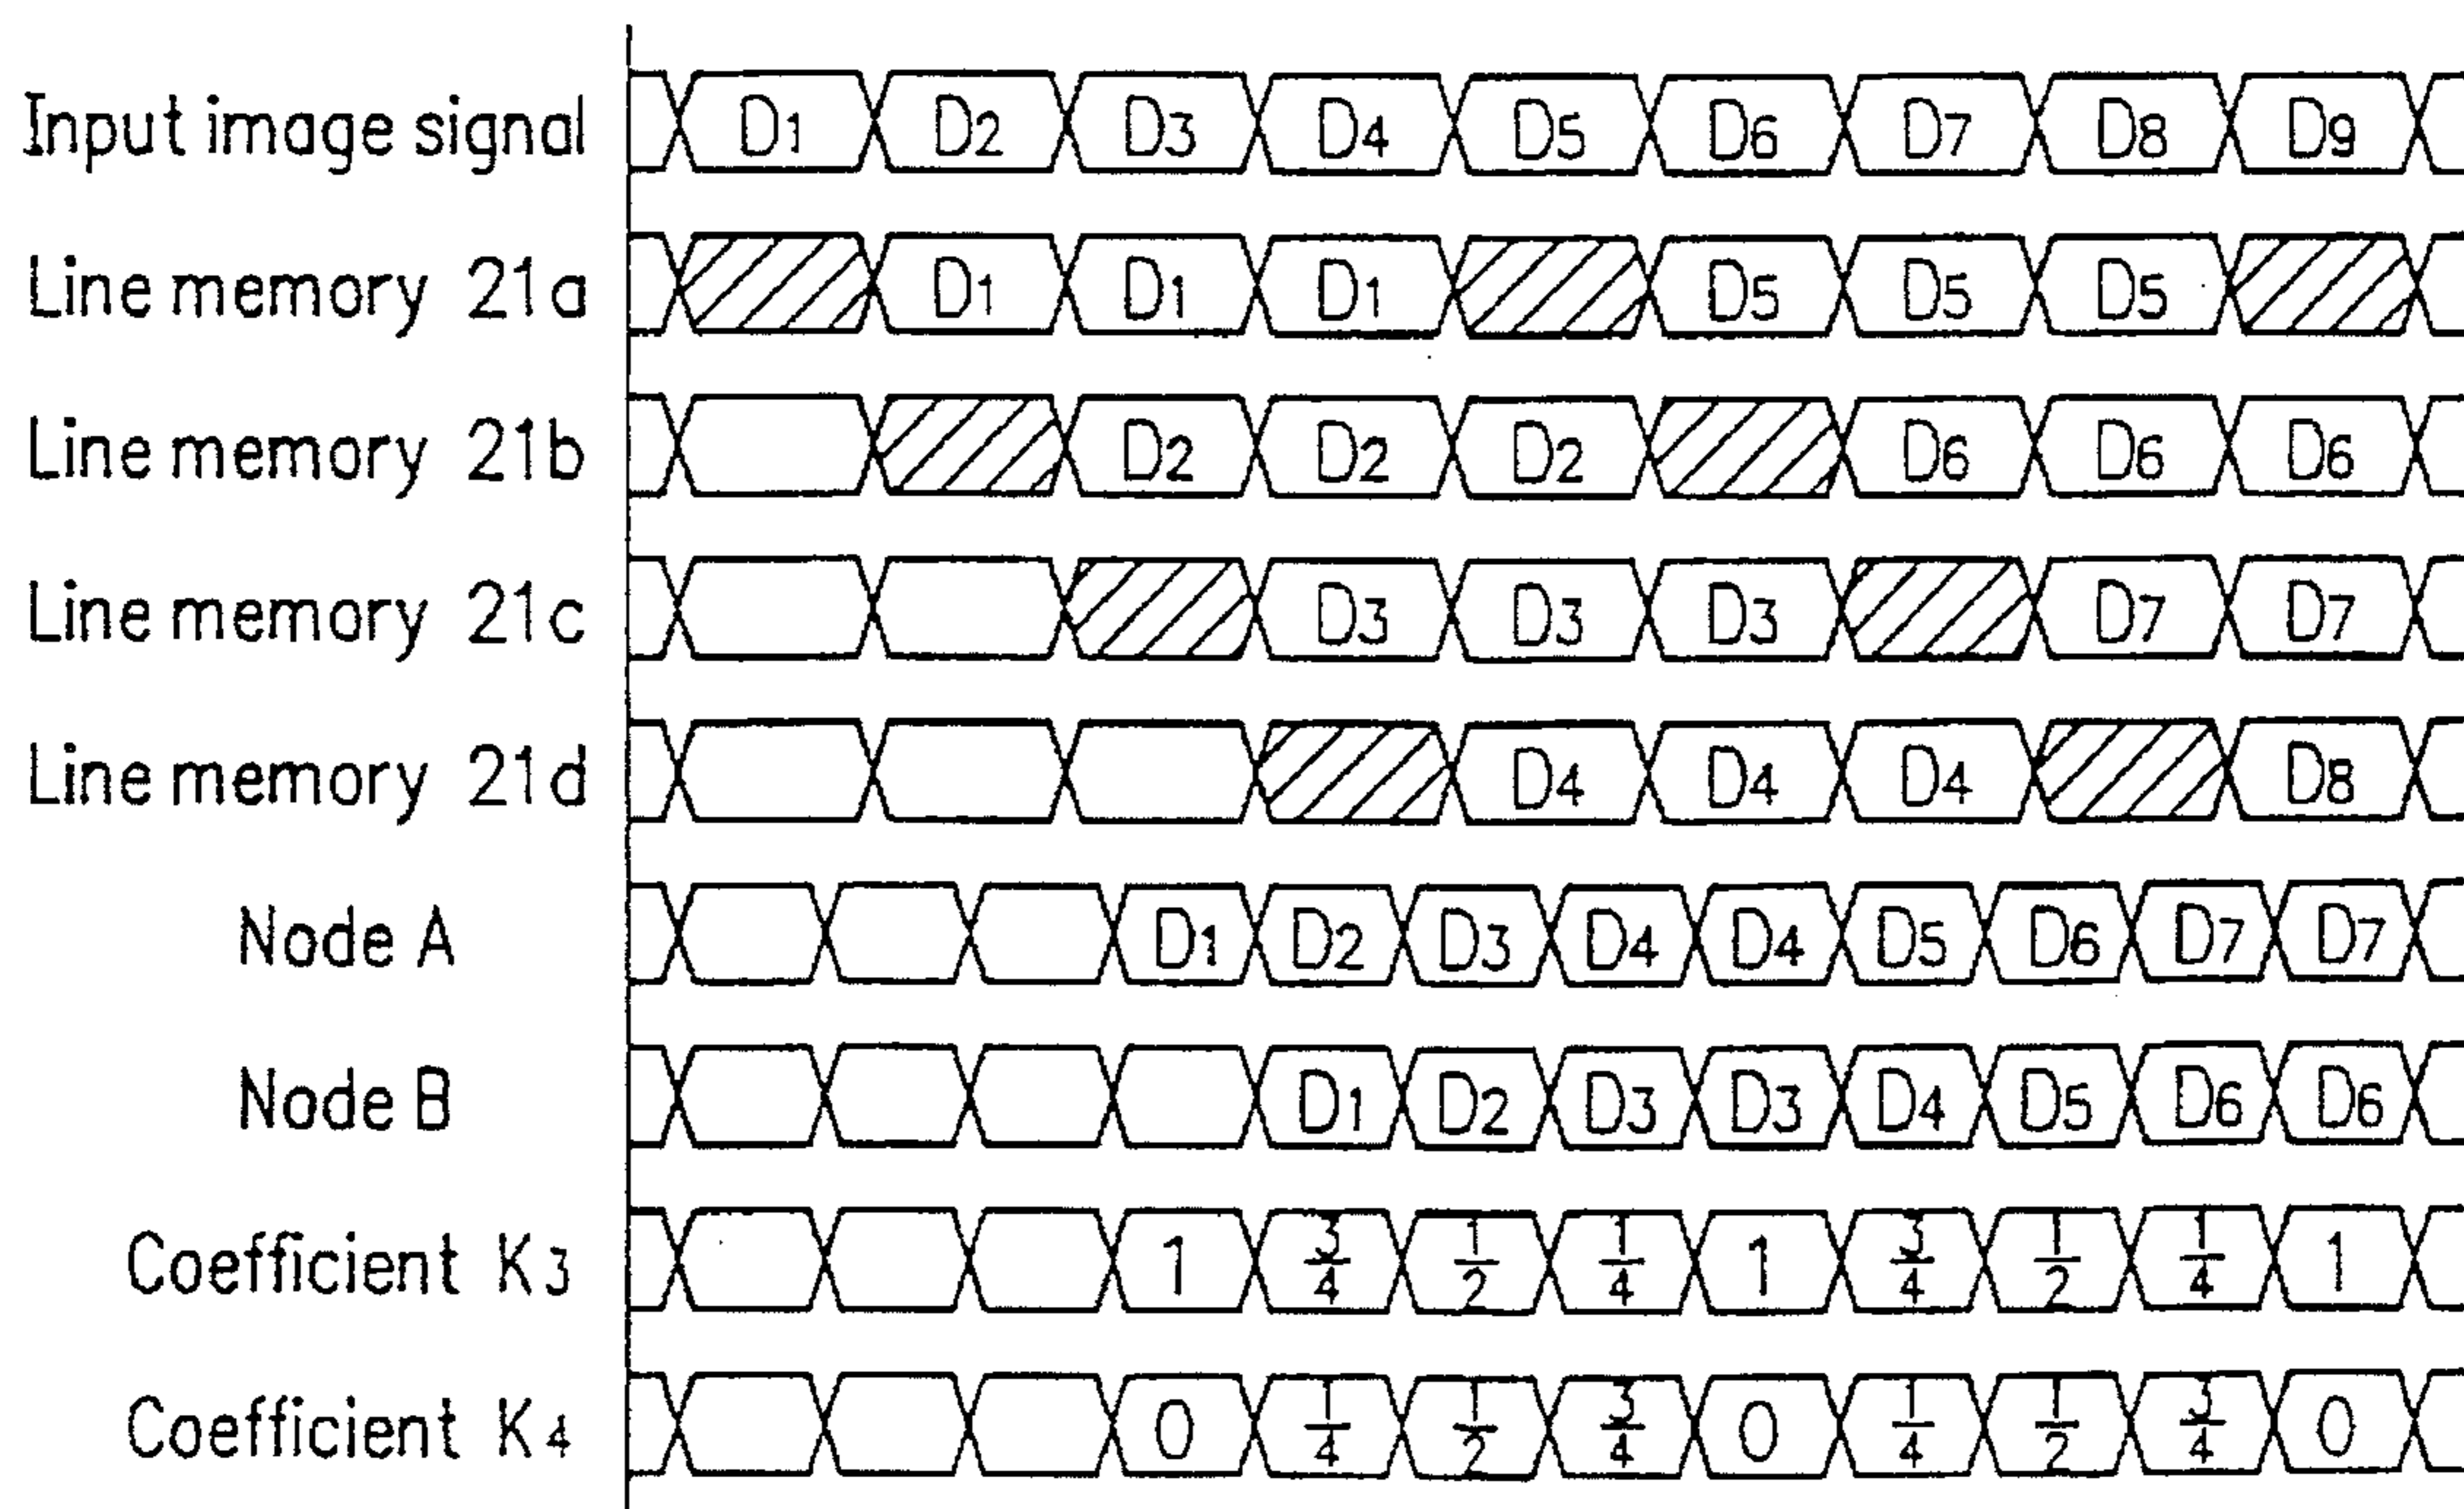 Input image signal D1 D2 D3 D4 D5 D6 D7 D8 D9
Line memory 21a D1 D1 D1 D5 D5 D5
Line memory 21b D2 D2 D2 D6 D6 D6
Line memory 21c D3 D3 D3 D7 D7
Line memory 21d D4 D4 D4 D8
Node A D1 D2 D3 D4 D4 D5 D6 D7 D7
Node B D1 D2 D3 D3 D4 D5 D6 D6
Coefficient K3 1 3/4 1/2 1/4 1 3/4 1/2 1/4 1
Coefficient K4 0 1/4 1/2 3/4 0 1/4 1/2 3/4 0